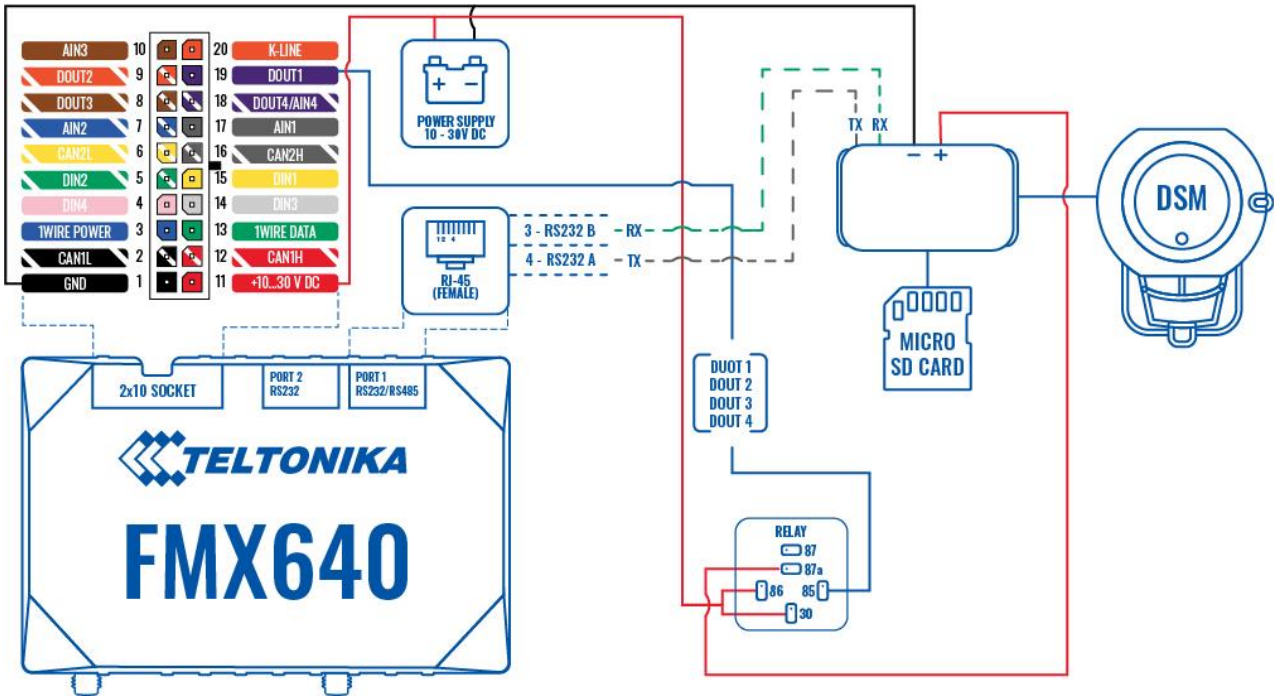 AIN3 10 20 K-LINE
DOUT2 9 19 DOUT1
DOUT3 8 18 DOUT4/AIN4
AIN2 7 17 AIN1
CAN2L 6 16 CAN2H
DIN2 5 15 DIN1
DIN4 4 14 DIN3
1WIRE POWER 3 13 1WIRE DATA
CAN1L 2 12 CAN1H
GND 1 11 +10...30 V DC
+ -
POWER SUPPLY
10 - 30V DC
12 4
RJ-45
(FEMALE)
3 - RS232 B RX
4 - RS232 A TX
TX RX
- +
DSM
MICRO
SD CARD
2x10 SOCKET
PORT 2
RS232
PORT 1
RS232/RS485
TELTONIKA
FMX640
DUOT 1
DOUT 2
DOUT 3
DOUT 4
RELAY
87
87a
86 85
30